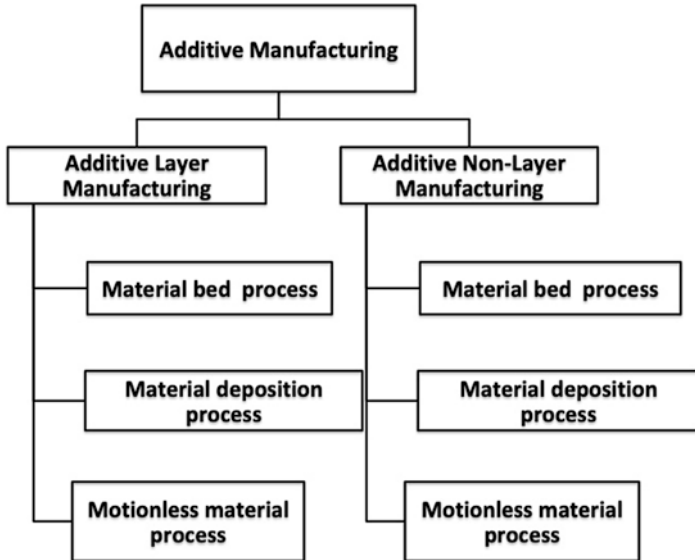 Additive Manufacturing
Additive Layer
Manufacturing
Additive Non-Layer
Manufacturing
Material bed process
Material bed process
Material deposition
process
Material deposition
process
Motionless material
process
Motionless material
process